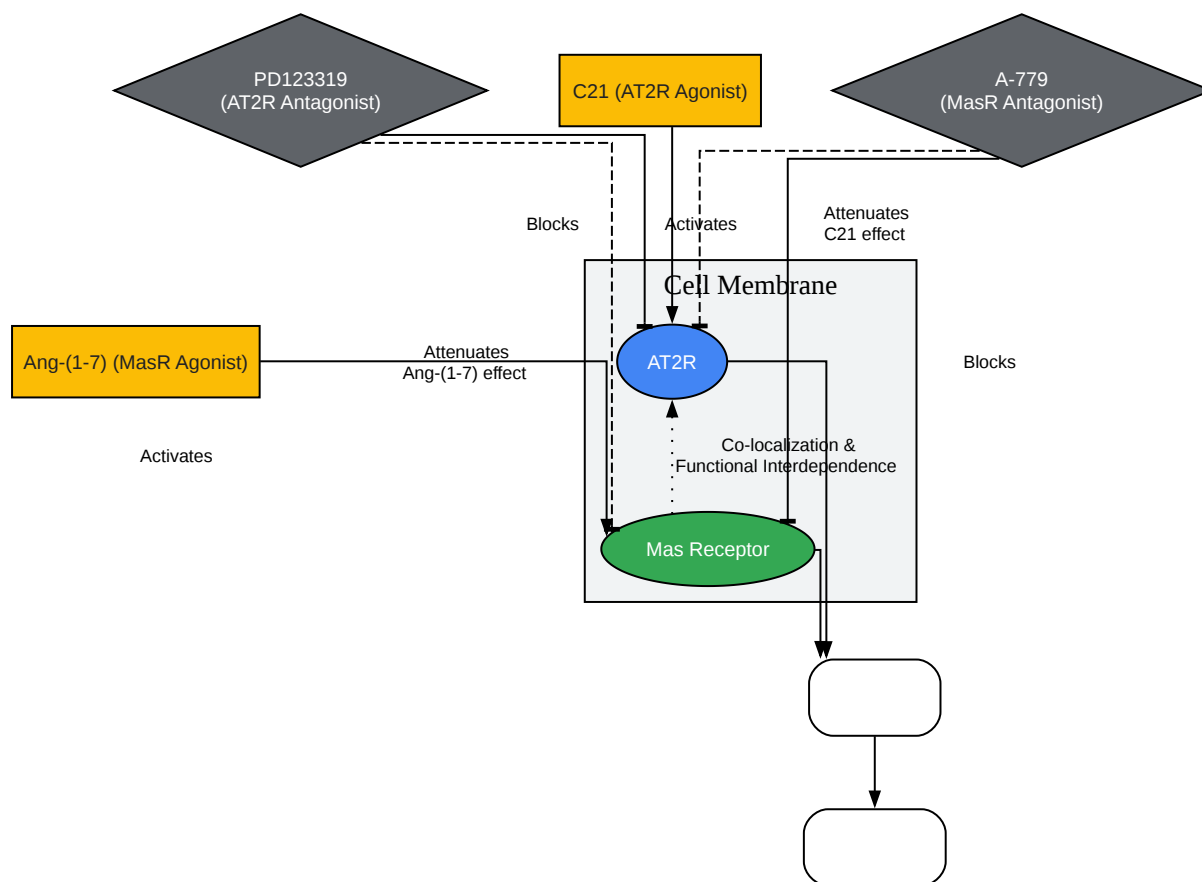 PD123319
(AT2R Antagonist)
C21 (AT2R Agonist)
A-779
(MasR Antagonist)
Blocks
Activates
Attenuates
C21 effect
Cell Membrane
Ang-(1-7) (MasR Agonist)
Attenuates
Ang-(1-7) effect
AT2R
Blocks
Activates
Co-localization &
Functional Interdependence
Mas Receptor